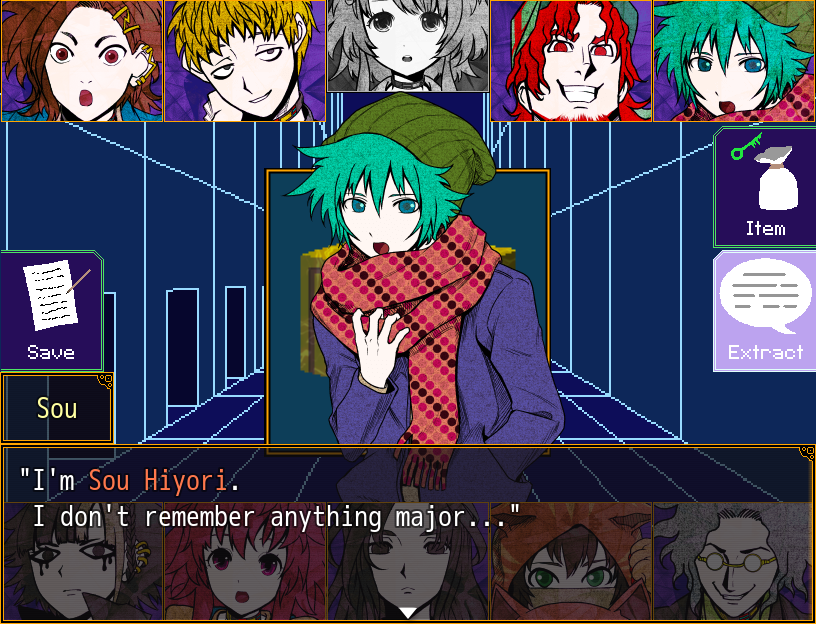 Item
Save
Extract
Sou
"I'm Sou Hiyori.
I don't remember anything major..."